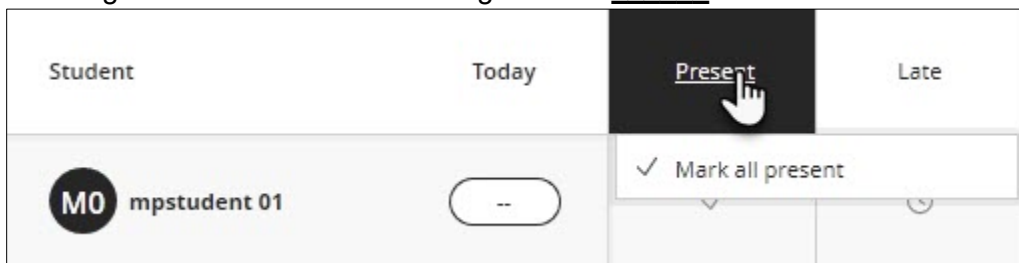 Student Today Present Late
✓ Mark all present
M0 mpstudent 01 --